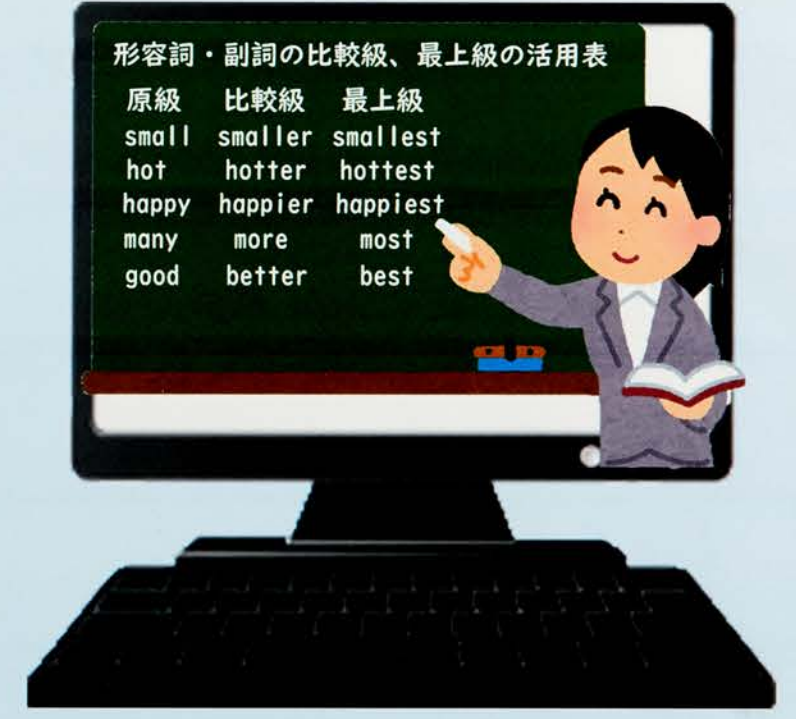 形容詞・副詞の比較級、最上級の活用表
原級 比較級 最上級
small smaller smallest
hot hotter hottest
happy happier happiest
many more most
good better best